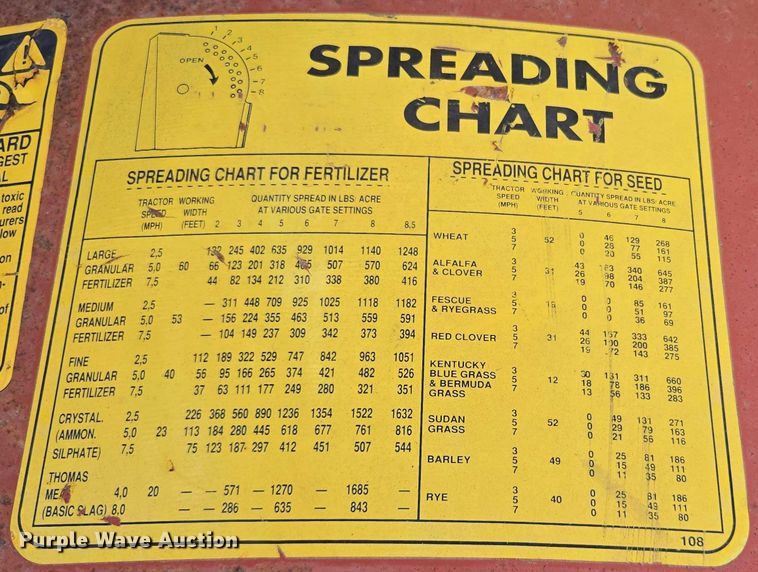 1
2
3
4
5
6
7
8
OPEN
SPREADING
CHART
ARD
GEST
AL
toxic
read
urers
low
on
of
SPREADING CHART FOR FERTILIZER
TRACTOR WORKING QUANTITY SPREAD IN LBS/ACRE
SPEED WIDTH AT VARIOUS GATE SETTINGS
(MPH) (FEET) 2 3 4 5 6 7 8 8,5
LARGE 2,5 132 245 402 635 929 1014 1140 1248
GRANULAR 5,0 60 66 123 201 318 465 507 570 624
FERTILIZER 7,5 44 82 134 212 310 338 380 416
MEDIUM 2,5 — 311 448 709 925 1025 1118 1182
GRANULAR 5,0 53 — 156 224 355 463 513 559 591
FERTILIZER 7,5 — 104 149 237 309 342 373 394
FINE 2,5 112 189 322 529 747 842 963 1051
GRANULAR 5,0 40 56 95 166 265 374 421 482 526
FERTILIZER 7,5 37 63 111 177 249 280 321 351
CRYSTAL. 2,5 226 368 560 890 1236 1354 1522 1632
(AMMON. 5,0 23 113 184 280 445 618 677 761 816
SILPHATE) 7,5 75 123 187 297 412 451 507 544
THOMAS
MEAL 4,0 20 — — 571 — 1270 — 1685 —
(BASIC SLAG) 8,0 — — 286 — 635 — 843 —
SPREADING CHART FOR SEED
TRACTOR WORKING QUANTITY SPREAD IN LBS/ACRE
SPEED WIDTH AT VARIOUS GATE SETTINGS
(MPH) (FEET) 5 6 7 8
3 0 46 129 268
WHEAT 5 52 0 28 77 161
7 0 20 55 115
ALFALFA 3 43 163 340 645
& CLOVER 5 31 26 98 204 387
7 19 70 146 277
FESCUE 3 0 0 85 161
& RYEGRASS 5 0 0 51 97
7 0 0 36 69
3 44 167 333 642
RED CLOVER 5 31 26 100 200 385
7 19 72 143 275
KENTUCKY 3 30 131 311 660
BLUE GRASS 5 12 18 78 186 396
& BERMUDA 7 13 56 133 283
GRASS
SUDAN 3 0 49 131 271
GRASS 5 52 0 29 79 163
7 0 21 56 116
3 0 25 81 186
BARLEY 5 49 0 15 49 111
7 0 11 35 80
3 0 25 81 186
RYE 5 40 0 15 49 111
7 0 11 35 80
108
Purple Wave Auction